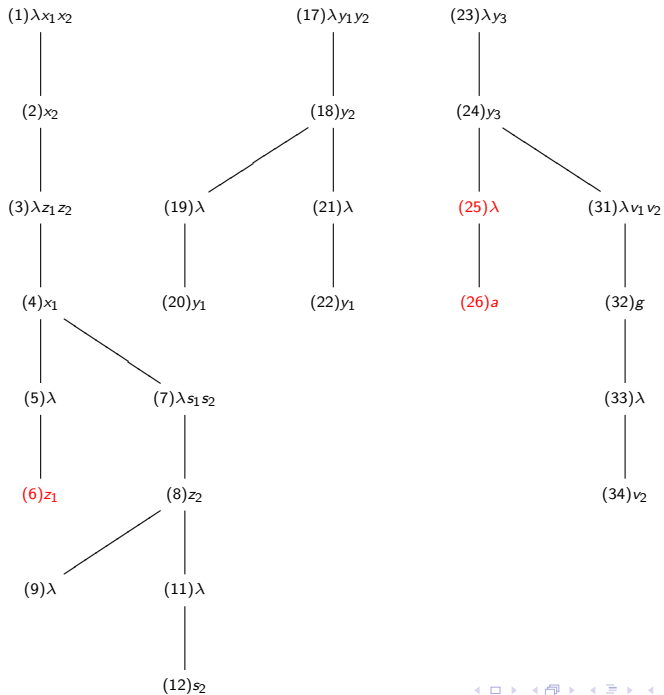 (1)λx₁x₂ (17)λy₁y₂ (23)λy₃
(2)x₂ (18)y₂ (24)y₃
(3)λz₁z₂ (19)λ (21)λ (25)λ (31)λv₁v₂
(4)x₁ (20)y₁ (22)y₁ (26)a (32)g
(5)λ (7)λs₁s₂ (33)λ
(6)z₁ (8)z₂ (34)v₂
(9)λ (11)λ
(12)s₂